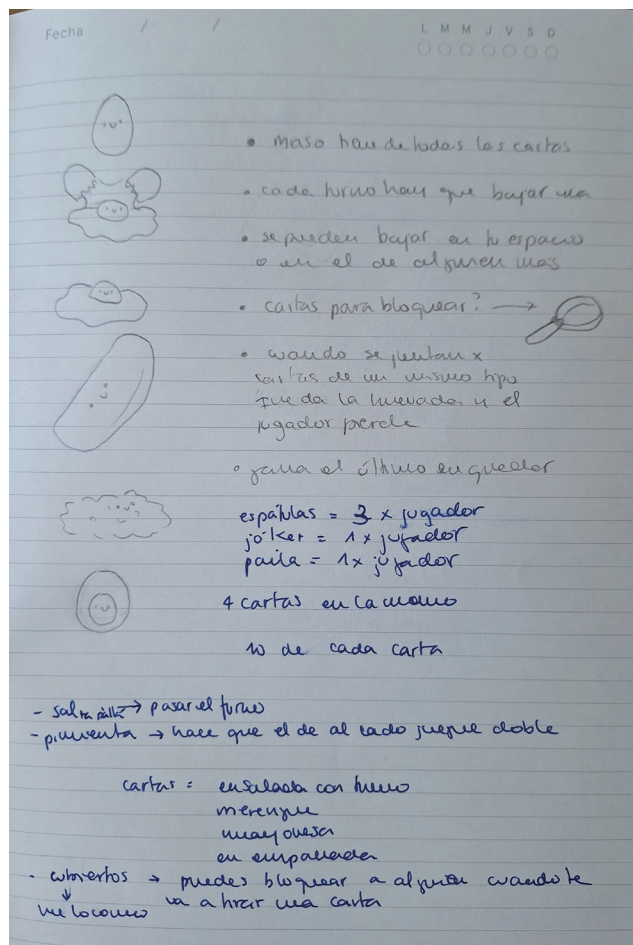 Fecha / /
L M M J V S D
• maso hay de todas las cartas
• cada turno hay que bajar una
• se pueden bajar en tu espacio
o en el de alguien mas
• cartas para bloquear? →
• cuando se juntan x
cartas de un mismo tipo
queda la huevada y el
jugador pierde
• gana el último en quedar
espátulas = 3 x jugador
jóker = 1 x jugador
paila = 1 x jugador
4 cartas en la mano
10 de cada carta
- sal → pasar el turno
- pimienta → hace que el de al lado juegue doble
cartas = ensalada con huevo
merengue
mayonesa
en empanada
- cubiertos → puedes bloquear a alguien cuando te
↓ va a tirar una carta
me lo como